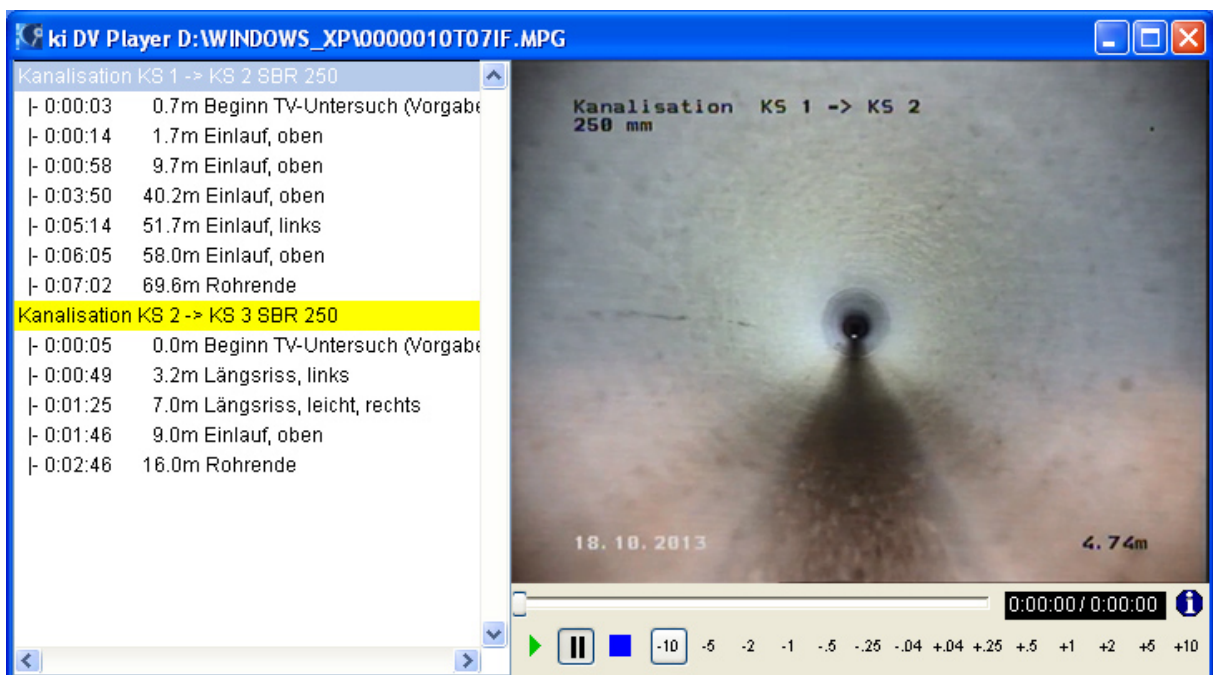 ki DV Player D:\WINDOWS_XP\0000010T07IF.MPG
Kanalisation KS 1 -> KS 2 SBR 250
|- 0:00:03 0.7m Beginn TV-Untersuch (Vorgabe
|- 0:00:14 1.7m Einlauf, oben
|- 0:00:58 9.7m Einlauf, oben
|- 0:03:50 40.2m Einlauf, oben
|- 0:05:14 51.7m Einlauf, links
|- 0:06:05 58.0m Einlauf, oben
|- 0:07:02 69.6m Rohrende
Kanalisation KS 2 -> KS 3 SBR 250
|- 0:00:05 0.0m Beginn TV-Untersuch (Vorgabe
|- 0:00:49 3.2m Längsriss, links
|- 0:01:25 7.0m Längsriss, leicht, rechts
|- 0:01:46 9.0m Einlauf, oben
|- 0:02:46 16.0m Rohrende
Kanalisation KS 1 -> KS 2
250 mm
18.10.2013 4.74m
0:00:00 / 0:00:00
-10 -5 -2 -1 -.5 -.25 -.04 +.04 +.25 +.5 +1 +2 +5 +10